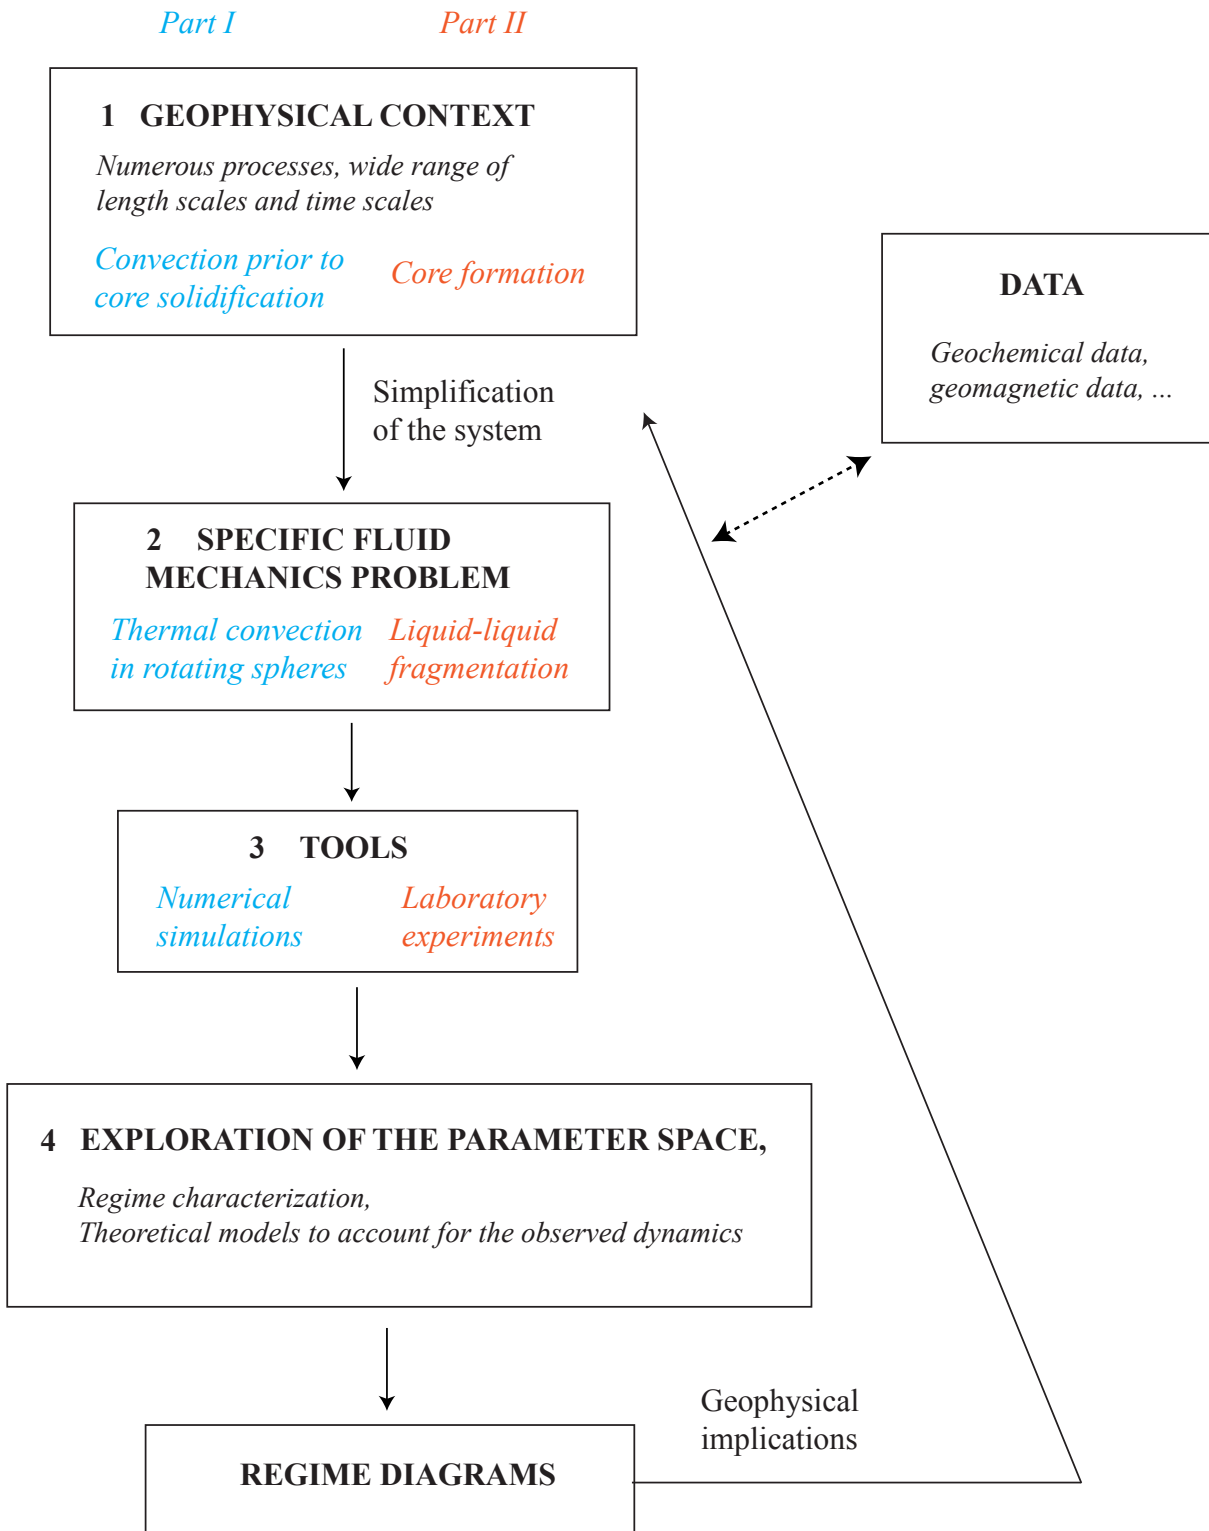 Part I
Part II
1 GEOPHYSICAL CONTEXT
Numerous processes, wide range of
length scales and time scales
Convection prior to
core solidification
Core formation
DATA
Geochemical data,
geomagnetic data, ...
Simplification
of the system
2 SPECIFIC FLUID
MECHANICS PROBLEM
Thermal convection
in rotating spheres
Liquid-liquid
fragmentation
3 TOOLS
Numerical
simulations
Laboratory
experiments
4 EXPLORATION OF THE PARAMETER SPACE,
Regime characterization,
Theoretical models to account for the observed dynamics
Geophysical
implications
REGIME DIAGRAMS